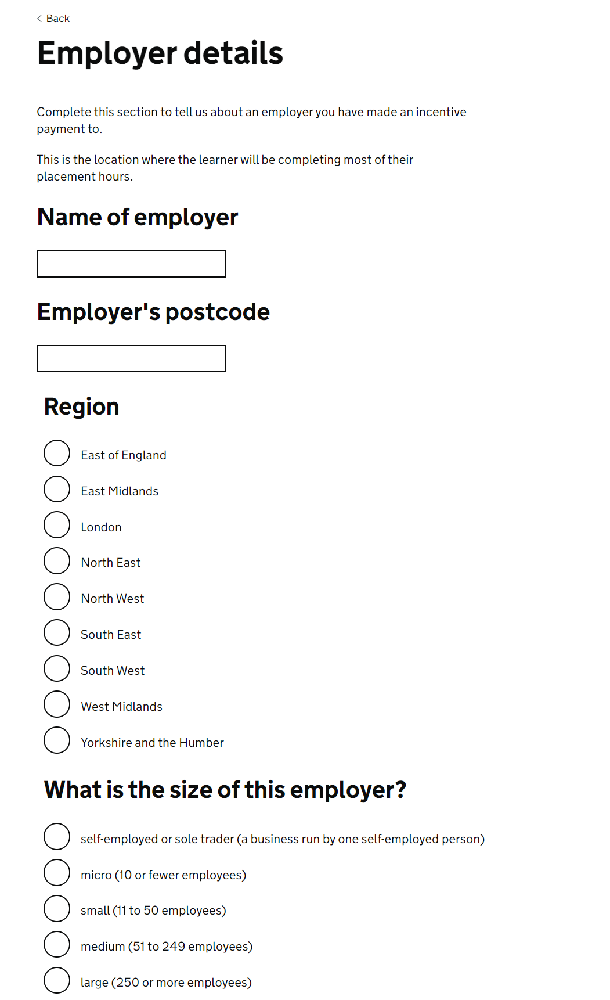 Back
Employer details
Complete this section to tell us about an employer you have made an incentive
payment to.
This is the location where the learner will be completing most of their
placement hours.
Name of employer
Employer's postcode
Region
East of England
East Midlands
London
North East
North West
South East
South West
West Midlands
Yorkshire and the Humber
What is the size of this employer?
self-employed or sole trader (a business run by one self-employed person)
micro (10 or fewer employees)
small (11 to 50 employees)
medium (51 to 249 employees)
large (250 or more employees)